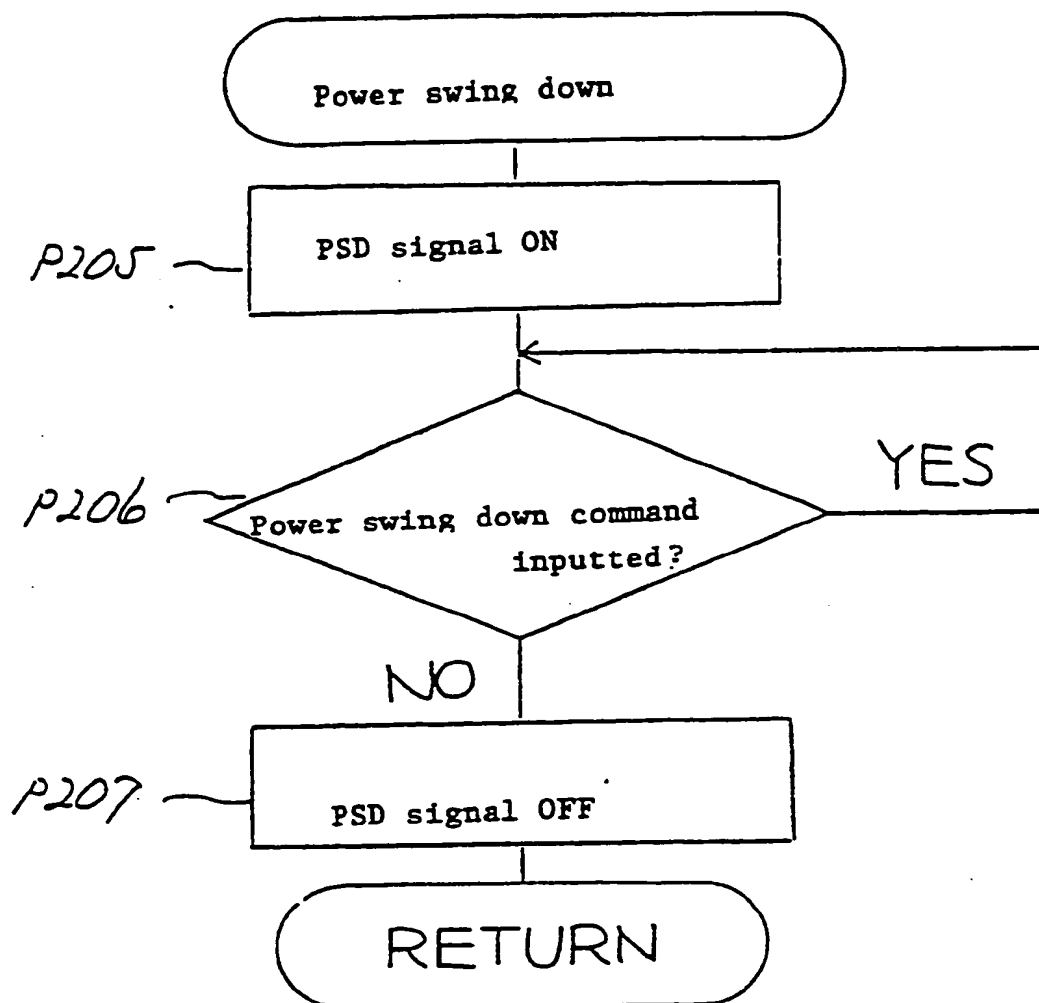 Power swing down
PSD signal ON
P205
P206
YES
Power swing down command
inputted?
NO
P207
PSD signal OFF
RETURN